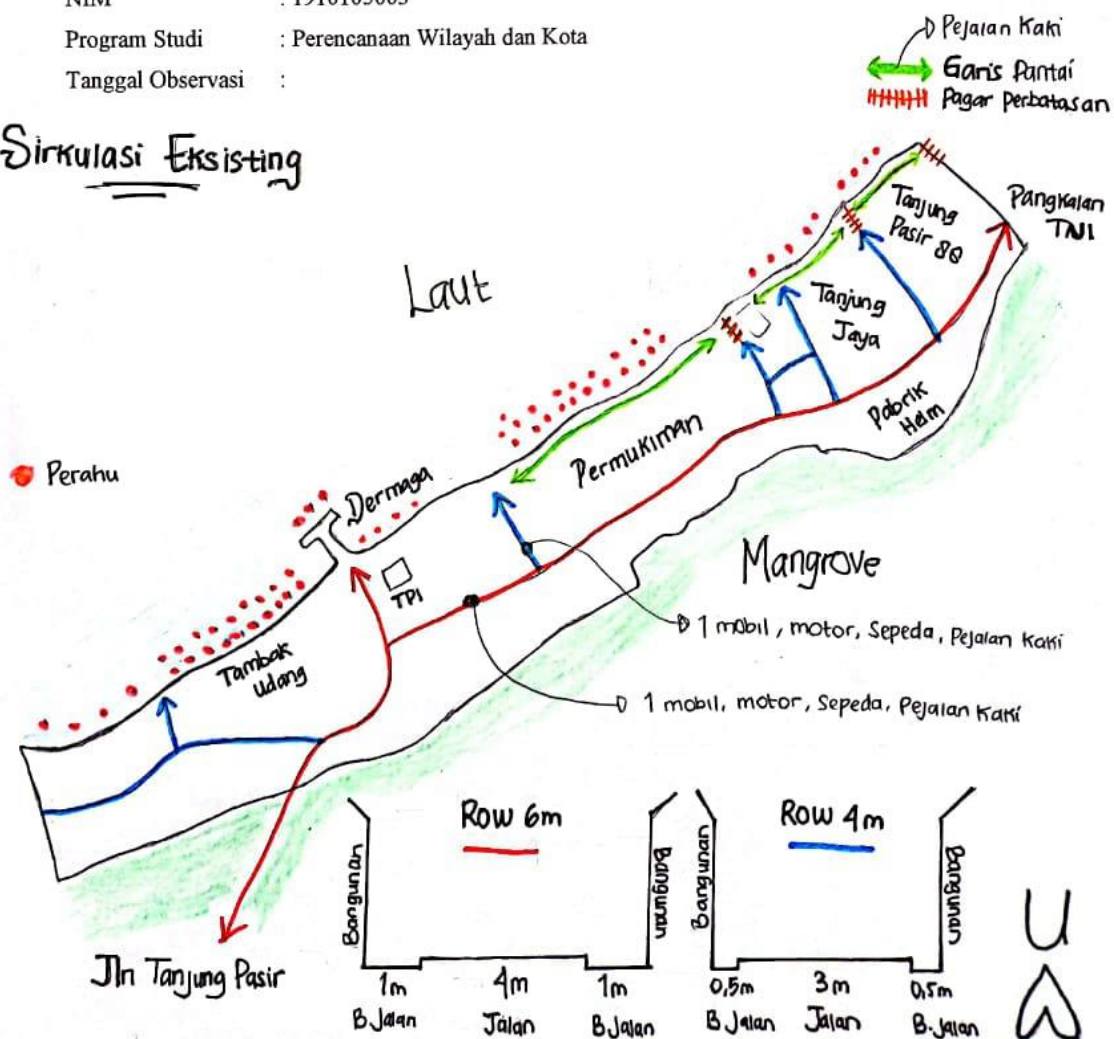 Program Studi : Perencanaan Wilayah dan Kota
Tanggal Observasi :
Pejalan Kaki
Garis Pantai
Pagar Perbatasan
Sirkulasi Eksisting
Laut
Tanjung
Pasir 80
Pangkalan
TNI
Tanjung
Jaya
Pabrik
Helm
Permukiman
Perahu
Dermaga
TPI
Mangrove
Tambak
Udang
1 mobil, motor, Sepeda, Pejalan Kaki
1 mobil, motor, Sepeda, Pejalan Kaki
Jln Tanjung Pasir
Row 6m
Bangunan
Bangunan
1m 4m 1m
B Jalan Jalan B Jalan
Row 4m
Bangunan
Bangunan
0,5m 3m 0,5m
B Jalan Jalan B. Jalan
U